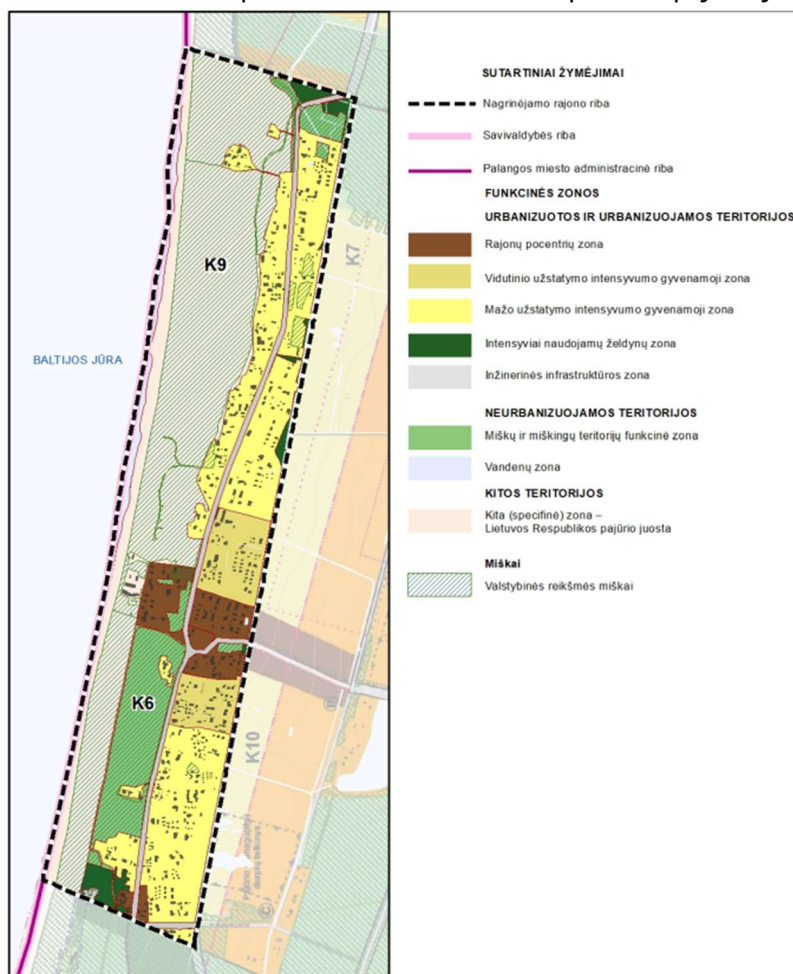 SUTARTINIAI ŽYMĖJIMAI
Nagrinėjamo rajono riba
Savivaldybės riba
Palangos miesto administracinė riba
FUNKCINĖS ZONOS
URBANIZUOTOS IR URBANIZUOJAMOS TERITORIJOS
Rajonų pocentrių zona
Vidutinio užstatymo intensyvumo gyvenamoji zona
Mažo užstatymo intensyvumo gyvenamoji zona
Intensyviai naudojamų želdynų zona
Inžinerinės infrastruktūros zona
NEURBANIZUOJAMOS TERITORIJOS
Miškų ir miškingų teritorijų funkcinė zona
Vandenų zona
KITOS TERITORIJOS
Kita (specifinė) zona –
Lietuvos Respublikos pajūrio juosta
Miškai
Valstybinės reikšmės miškai
K9
K7
BALTIJOS JŪRA
K6
K10